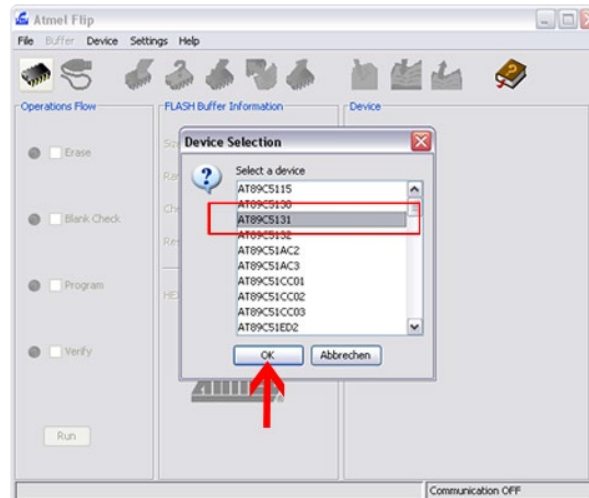 Atmel Flip
File Buffer Device Settings Help
Operations Flow
FLASH Buffer Information
Device
Device Selection
Select a device
AT89C5115
AT89C5130
AT89C5131
AT89C5132
AT89C51AC2
AT89C51AC3
AT89C51CC01
AT89C51CC02
AT89C51CC03
AT89C51ED2
OK Abbrechen
Erase
Blank Check
Program
Verify
Run
Communication OFF